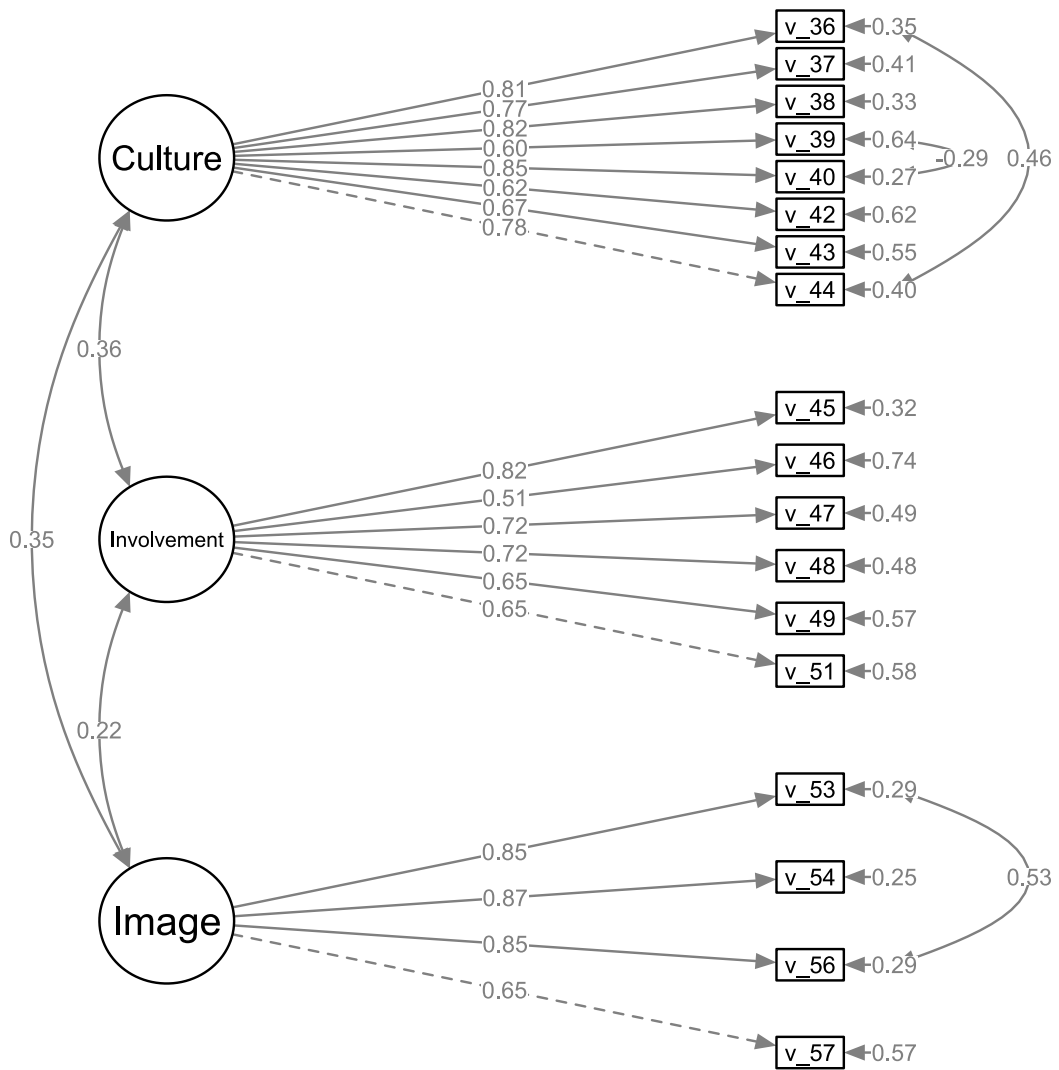 v_36 0.35
v_37 0.41
0.81
0.77
v_38 0.33
0.82
v_39 0.64
0.60
Culture
-0.29 0.46
0.85
v_40 0.27
0.62
v_42 0.62
0.67
0.78
v_43 0.55
v_44 0.40
0.36
v_45 0.32
0.82
v_46 0.74
0.51
0.72
v_47 0.49
0.35
Involvement
0.72
v_48 0.48
0.65
0.65
v_49 0.57
v_51 0.58
0.22
v_53 0.29
0.85
v_54 0.25
0.53
0.87
Image
0.85
v_56 0.29
0.65
v_57 0.57